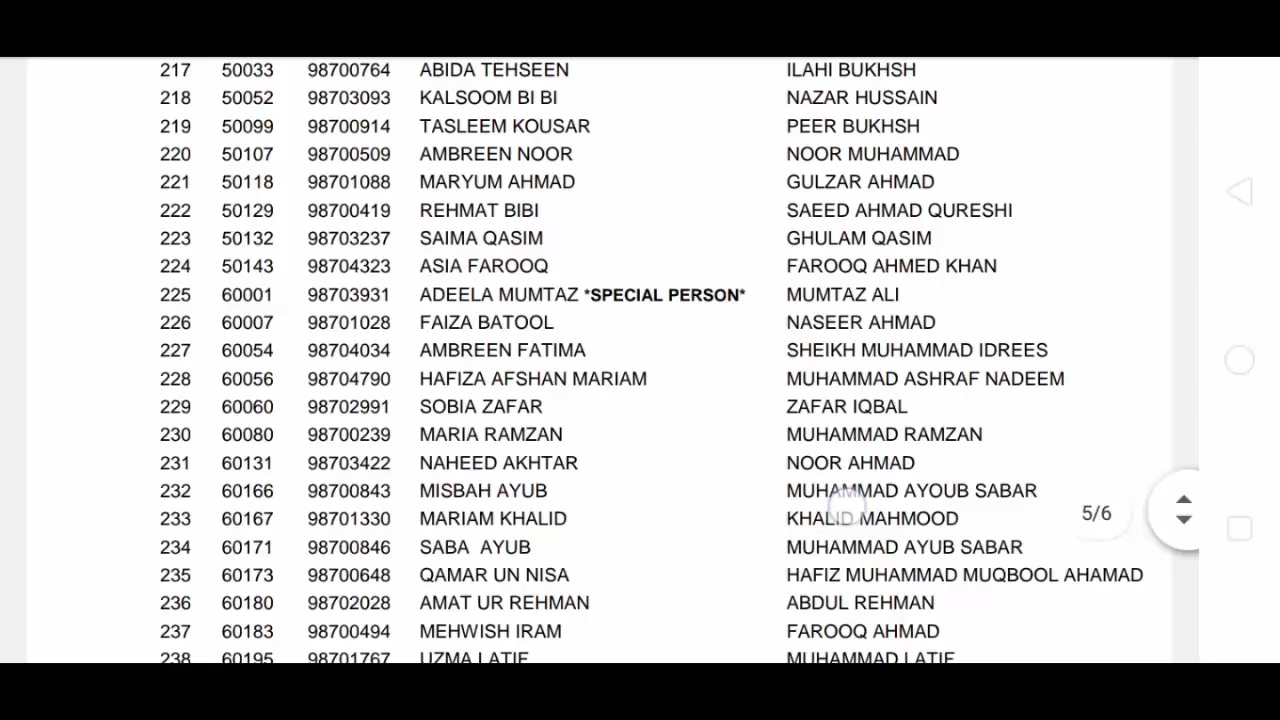 217 50033 98700764 ABIDA TEHSEEN ILAHI BUKHSH
218 50052 98703093 KALSOOM BI BI NAZAR HUSSAIN
219 50099 98700914 TASLEEM KOUSAR PEER BUKHSH
220 50107 98700509 AMBREEN NOOR NOOR MUHAMMAD
221 50118 98701088 MARYUM AHMAD GULZAR AHMAD
222 50129 98700419 REHMAT BIBI SAEED AHMAD QURESHI
223 50132 98703237 SAIMA QASIM GHULAM QASIM
224 50143 98704323 ASIA FAROOQ FAROOQ AHMED KHAN
225 60001 98703931 ADEELA MUMTAZ *SPECIAL PERSON* MUMTAZ ALI
226 60007 98701028 FAIZA BATOOL NASEER AHMAD
227 60054 98704034 AMBREEN FATIMA SHEIKH MUHAMMAD IDREES
228 60056 98704790 HAFIZA AFSHAN MARIAM MUHAMMAD ASHRAF NADEEM
229 60060 98702991 SOBIA ZAFAR ZAFAR IQBAL
230 60080 98700239 MARIA RAMZAN MUHAMMAD RAMZAN
231 60131 98703422 NAHEED AKHTAR NOOR AHMAD
232 60166 98700843 MISBAH AYUB MUHAMMAD AYOUB SABAR
233 60167 98701330 MARIAM KHALID KHALID MAHMOOD 5/6
234 60171 98700846 SABA AYUB MUHAMMAD AYUB SABAR
235 60173 98700648 QAMAR UN NISA HAFIZ MUHAMMAD MUQBOOL AHAMAD
236 60180 98702028 AMAT UR REHMAN ABDUL REHMAN
237 60183 98700494 MEHWISH IRAM FAROOQ AHMAD
238 60195 98701767 UZMA LATIF MUHAMMAD LATIF